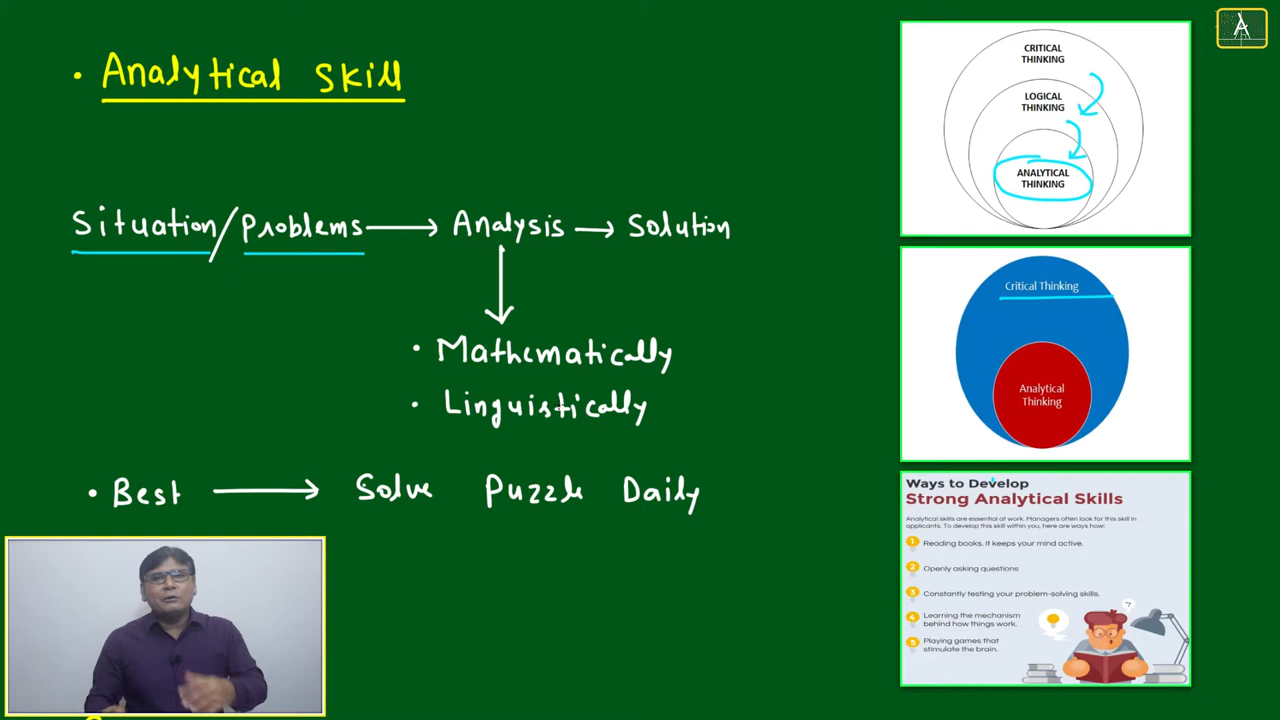 • Analytical Skill
Situation/Problems → Analysis → Solution
• Mathematically
• Linguistically
• Best → Solve Puzzle Daily
CRITICAL
THINKING
LOGICAL
THINKING
ANALYTICAL
THINKING
Critical Thinking
Analytical
Thinking
Ways to Develop
Strong Analytical Skills
Analytical skills are essential at work. Managers often look for this skill in
applicants. To develop this skill within you, here are ways how:
1 Reading books. It keeps your mind active.
2 Openly asking questions
3 Constantly testing your problem-solving skills.
4 Learning the mechanism
behind how things work.
5 Playing games that
stimulate the brain.